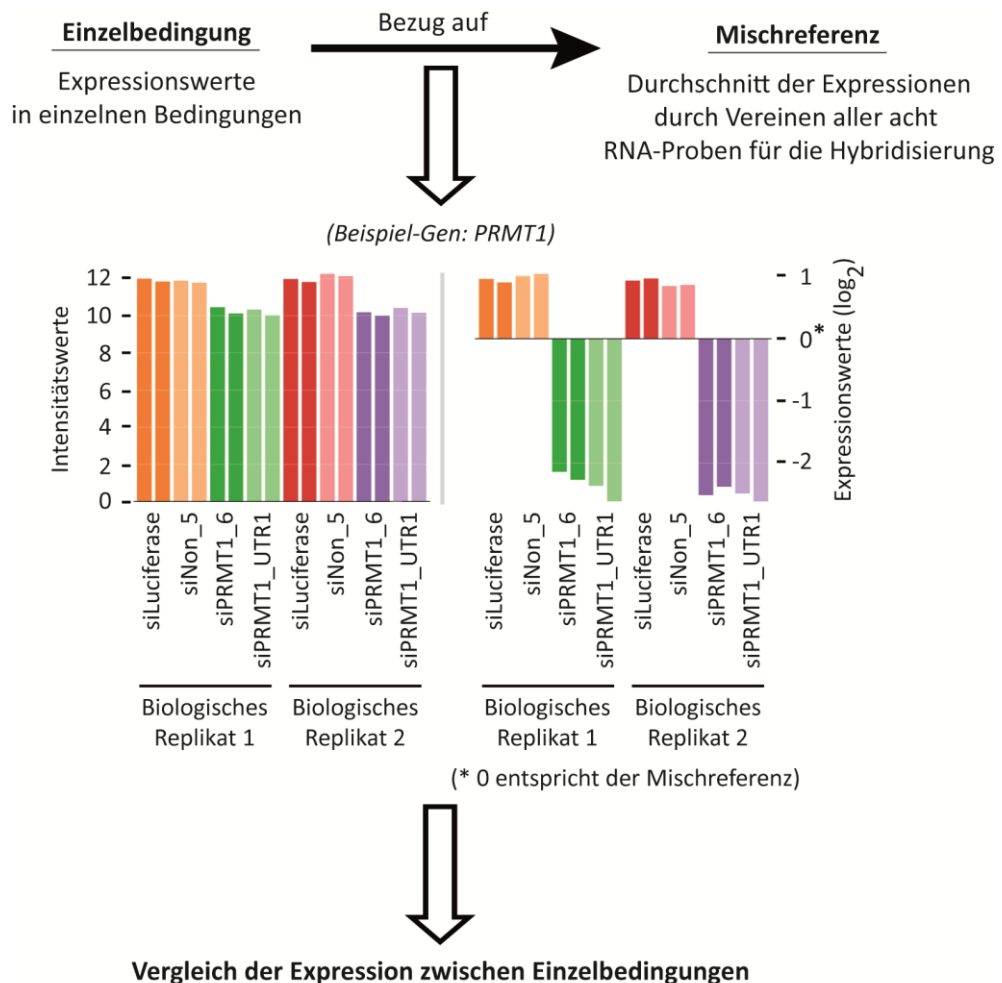 Einzelbedingung
Bezug auf
Mischreferenz
Expressionswerte
in einzelnen Bedingungen
Durchschnitt der Expressionen
durch Vereinen aller acht
RNA-Proben für die Hybridisierung
(Beispiel-Gen: PRMT1)
Intensitätswerte
12
10
12
8
6
4
2
0
1
0*
-1
-2
Expressionswerte (log2)
siLuciferase
siNon_5
siPRMT1_6
siPRMT1_UTR1
siLuciferase
siNon_5
siPRMT1_6
siPRMT1_UTR1
siLuciferase
siNon_5
siPRMT1_6
siPRMT1_UTR1
siLuciferase
siNon_5
siPRMT1_6
siPRMT1_UTR1
Biologisches
Replikat 1
Biologisches
Replikat 2
Biologisches
Replikat 1
Biologisches
Replikat 2
(* 0 entspricht der Mischreferenz)
Vergleich der Expression zwischen Einzelbedingungen